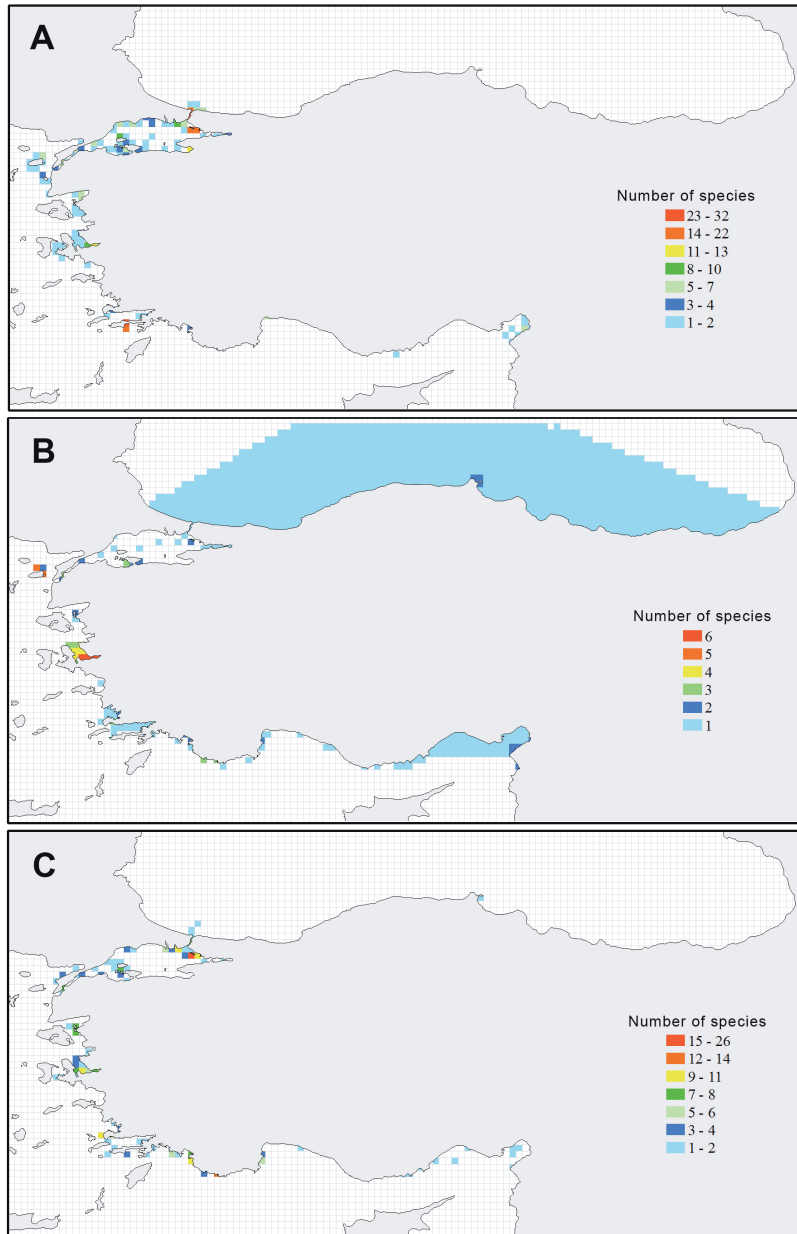 A
Number of species
23 - 32
14 - 22
11 - 13
8 - 10
5 - 7
3 - 4
1 - 2
B
Number of species
6
5
4
3
2
1
C
Number of species
15 - 26
12 - 14
9 - 11
7 - 8
5 - 6
3 - 4
1 - 2